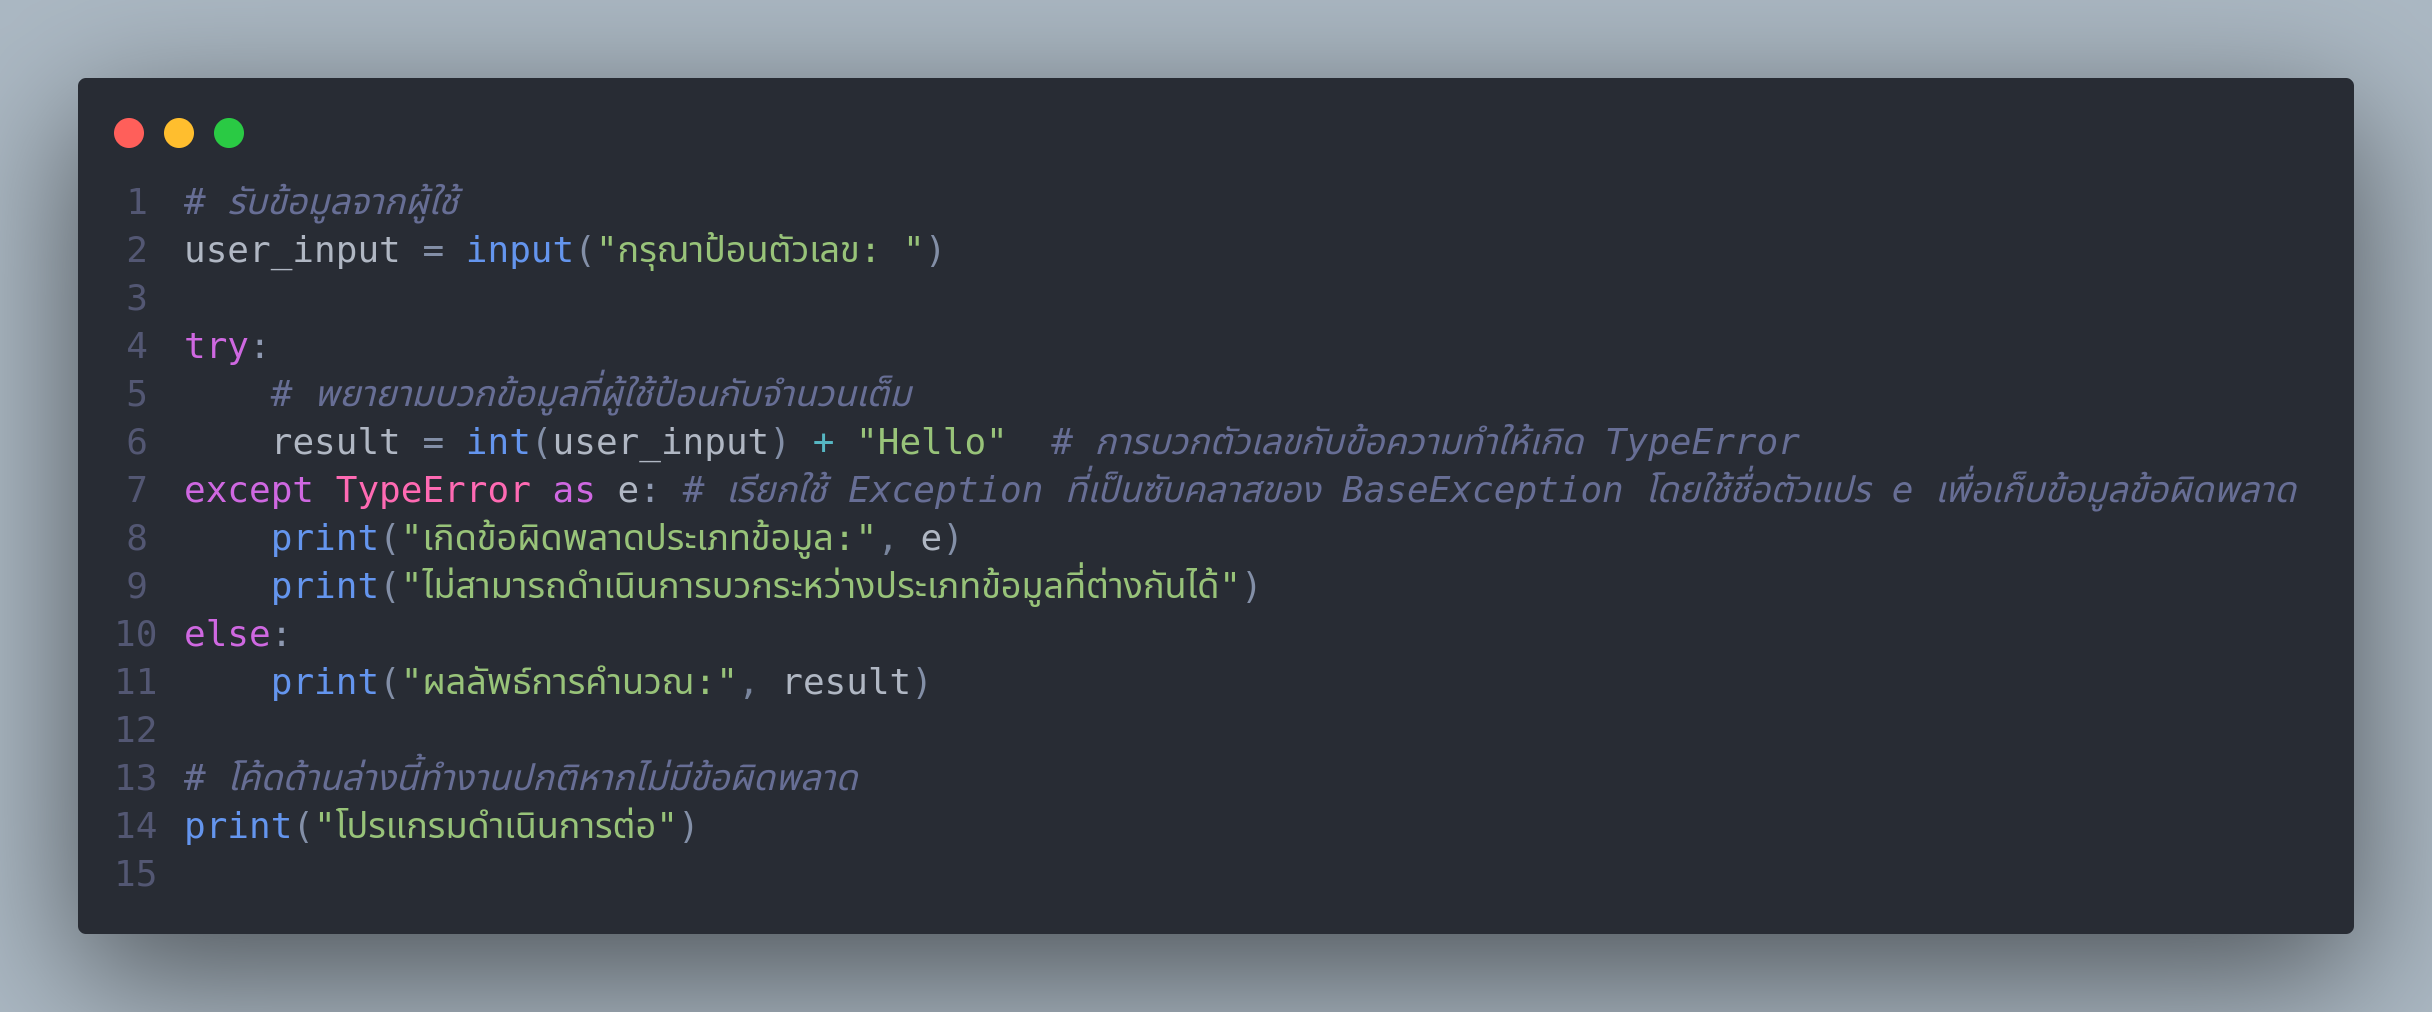 1 # รับข้อมูลจากผู้ใช้
2 user_input = input("กรุณาป้อนตัวเลข: ")
3
4 try:
5     # พยายามบวกข้อมูลที่ผู้ใช้ป้อนกับจำนวนเต็ม
6     result = int(user_input) + "Hello"  # การบวกตัวเลขกับข้อความทำให้เกิด TypeError
7 except TypeError as e: # เรียกใช้ Exception ที่เป็นซับคลาสของ BaseException โดยใช้ชื่อตัวแปร e เพื่อเก็บข้อมูลข้อผิดพลาด
8     print("เกิดข้อผิดพลาดประเภทข้อมูล:", e)
9     print("ไม่สามารถดำเนินการบวกระหว่างประเภทข้อมูลที่ต่างกันได้")
10 else:
11     print("ผลลัพธ์การคำนวณ:", result)
12
13 # โค้ดด้านล่างนี้ทำงานปกติหากไม่มีข้อผิดพลาด
14 print("โปรแกรมดำเนินการต่อ")
15